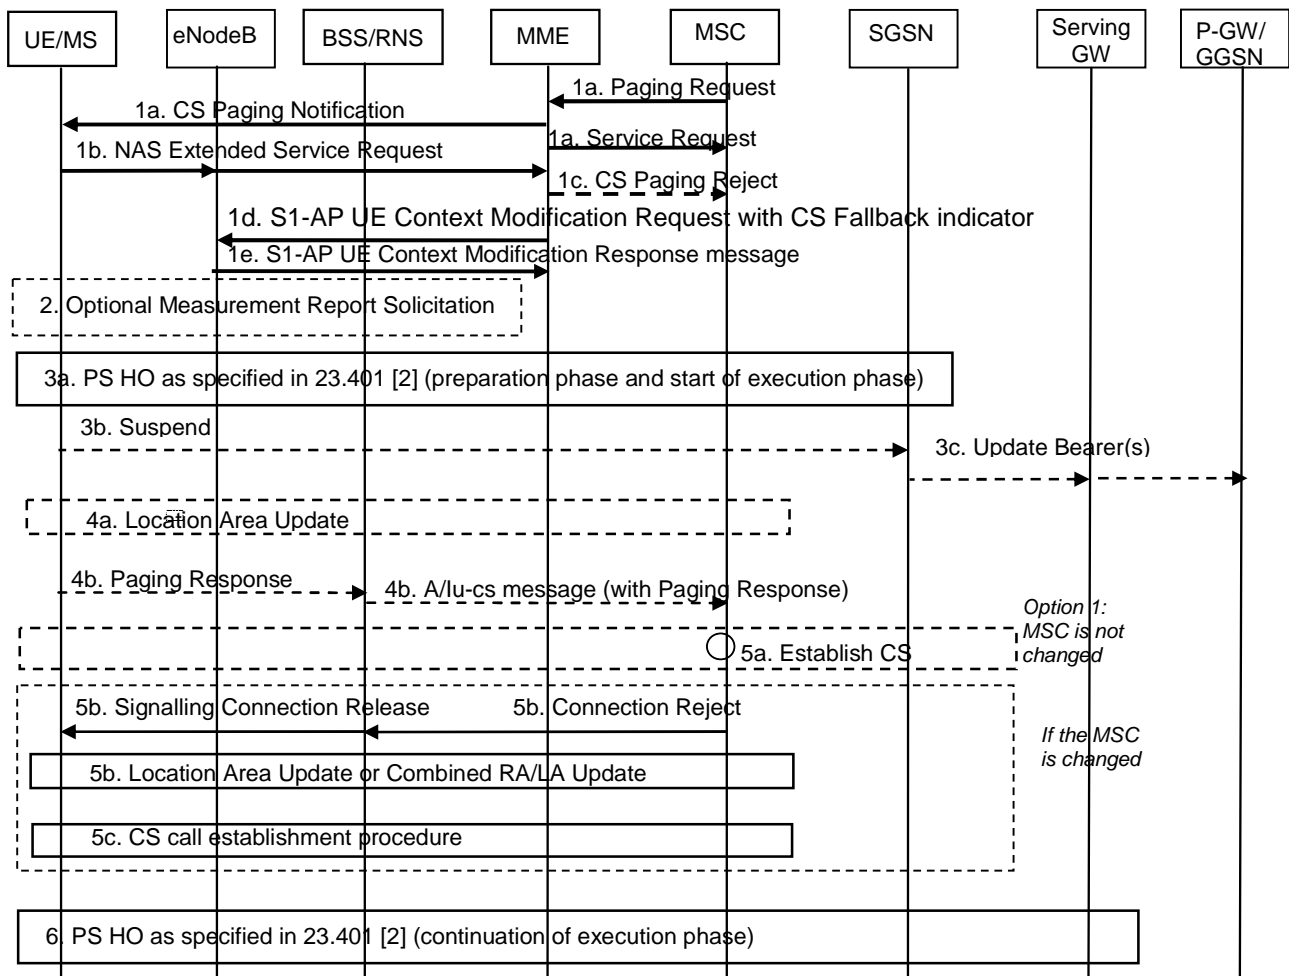 UE/MS
eNodeB
BSS/RNS
MME
MSC
SGSN
Serving
GW
P-GW/
GGSN
1a. Paging Request
1a. CS Paging Notification
1a. Service Request
1b. NAS Extended Service Request
1c. CS Paging Reject
1d. S1-AP UE Context Modification Request with CS Fallback indicator
1e. S1-AP UE Context Modification Response message
2. Optional Measurement Report Solicitation
3a. PS HO as specified in 23.401 [2] (preparation phase and start of execution phase)
3b. Suspend
3c. Update Bearer(s)
4a. Location Area Update
4b. Paging Response
4b. A/Iu-cs message (with Paging Response)
Option 1:
MSC is not
changed
5a. Establish CS
5b. Signalling Connection Release
5b. Connection Reject
If the MSC
is changed
5b. Location Area Update or Combined RA/LA Update
5c. CS call establishment procedure
6. PS HO as specified in 23.401 [2] (continuation of execution phase)